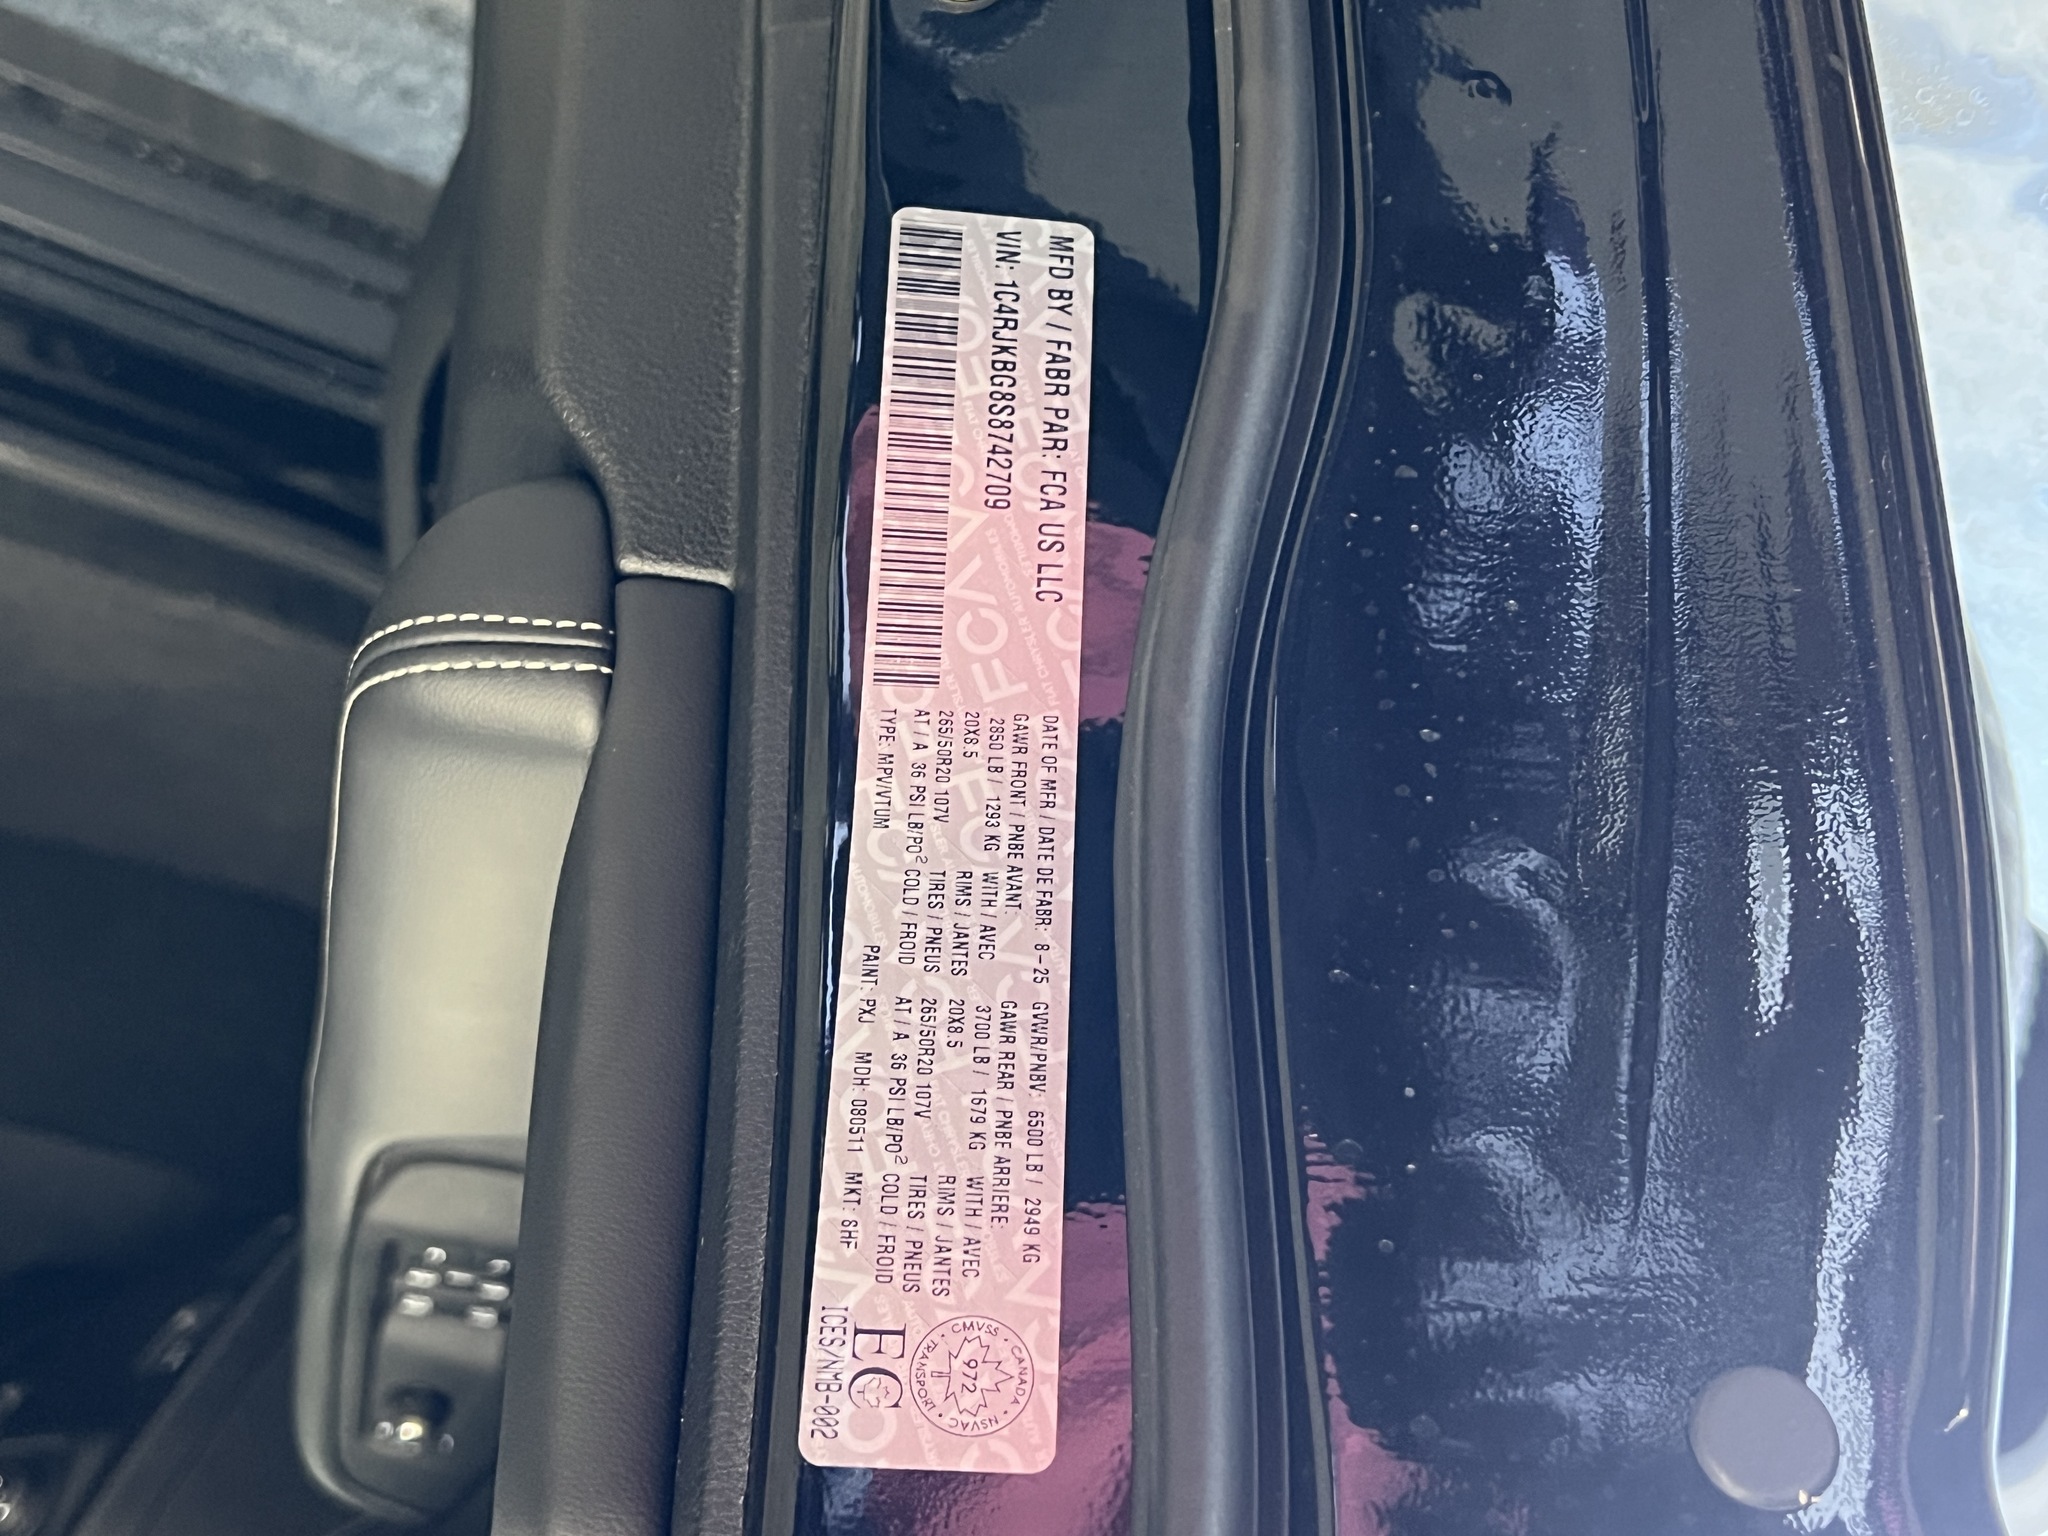 MFD BY / FABR PAR: FCA US LLC
VIN: 1C4RJKBG8S8742709
DATE OF MFR / DATE DE FABR: 8-25 GVWR/PNBV: 6500 LB / 2949 KG
GAWR FRONT / PNBE AVANT: GAWR REAR / PNBE ARRIERE:
2850 LB / 1293 KG WITH / AVEC 3700 LB / 1679 KG WITH / AVEC
20X8.5 RIMS / JANTES 20X8.5 RIMS / JANTES
265/50R20 107V TIRES / PNEUS 265/50R20 107V TIRES / PNEUS
AT / A 36 PSI LB/PO² COLD / FROID AT / A 36 PSI LB/PO² COLD / FROID
TYPE: MPV/VTUM PAINT: PXJ MDH: 080511 MKT: 8HF
CMVSS · CANADA · NSVAC · TRANSPORT ·
972
EC
ICES/NMB-002